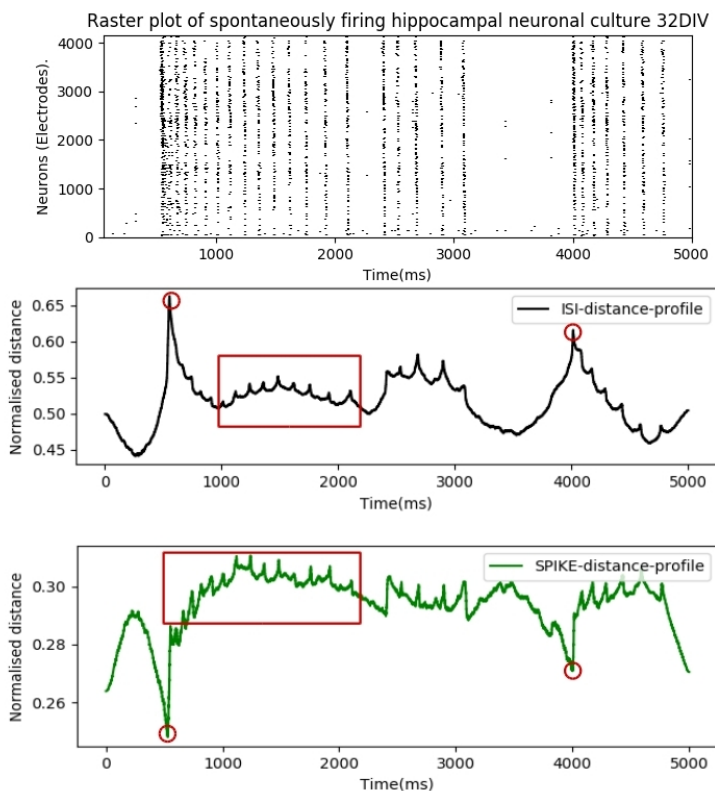 Raster plot of spontaneously firing hippocampal neuronal culture 32DIV
Neurons (Electrodes).
4000
3000
2000
1000
0
1000 2000 3000 4000 5000
Time(ms)
Normalised distance
0.65
0.60
0.55
0.50
0.45
ISI-distance-profile
0 1000 2000 3000 4000 5000
Time(ms)
Normalised distance
0.30
0.28
0.26
SPIKE-distance-profile
0 1000 2000 3000 4000 5000
Time(ms)